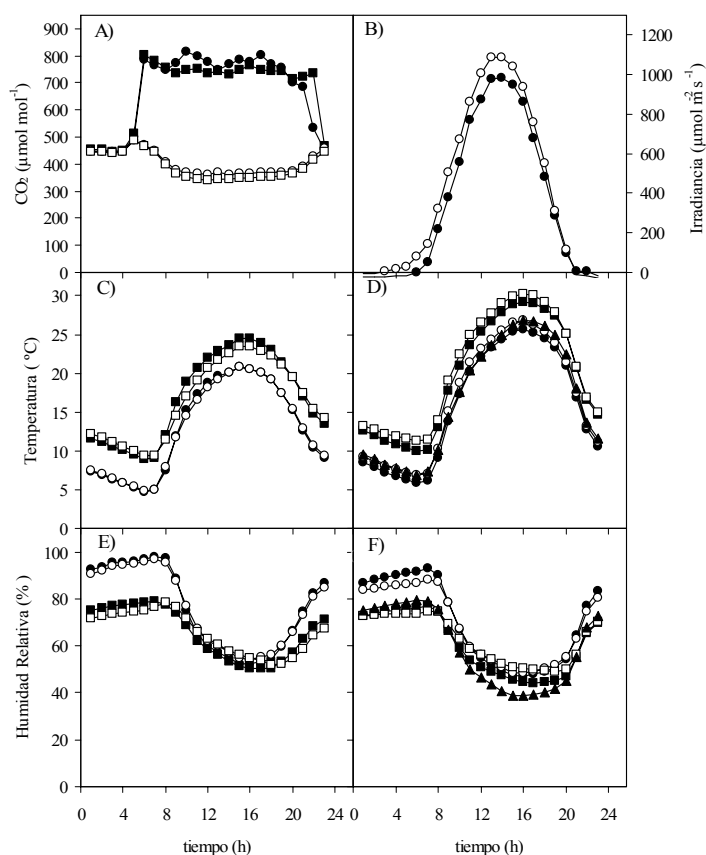 A)
900
800
700
600
500
400
300
200
100
0
CO₂ (µmol mol⁻¹)
B)
1200
1000
800
600
400
200
0
Irradiancia (µmol m⁻² s⁻¹)
C)
30
25
20
15
10
5
0
Temperatura ( ºC)
D)
E)
100
80
60
40
20
0
Humedad Relativa (% )
F)
0 4 8 12 16 20 24
0 4 8 12 16 20 24
tiempo (h)
tiempo (h)